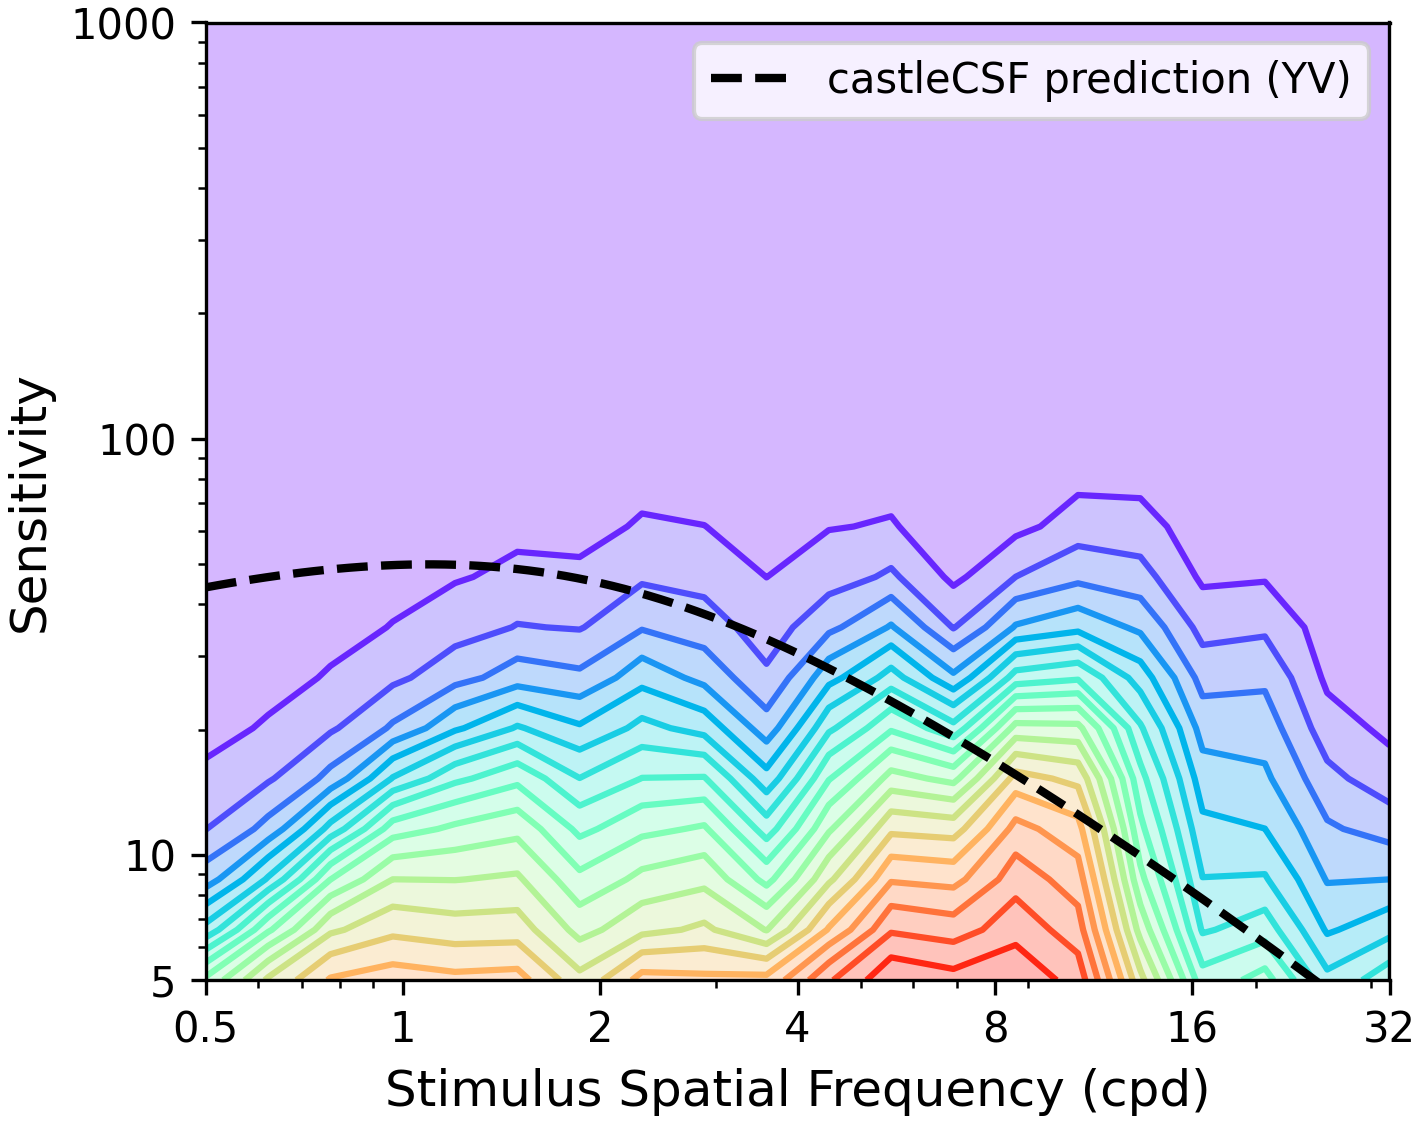 1000
castleCSF prediction (YV)
100
Sensitivity
10
5
0.5 1 2 4 8 16 32
Stimulus Spatial Frequency (cpd)